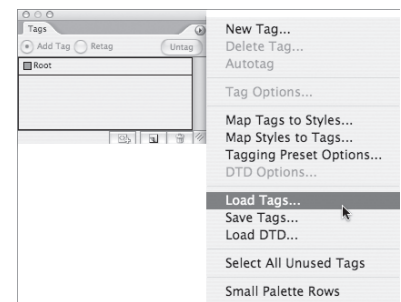 Tags
Add Tag Retag Untag
Root
New Tag...
Delete Tag...
Autotag
Tag Options...
Map Tags to Styles...
Map Styles to Tags...
Tagging Preset Options...
DTD Options...
Load Tags...
Save Tags...
Load DTD...
Select All Unused Tags
Small Palette Rows